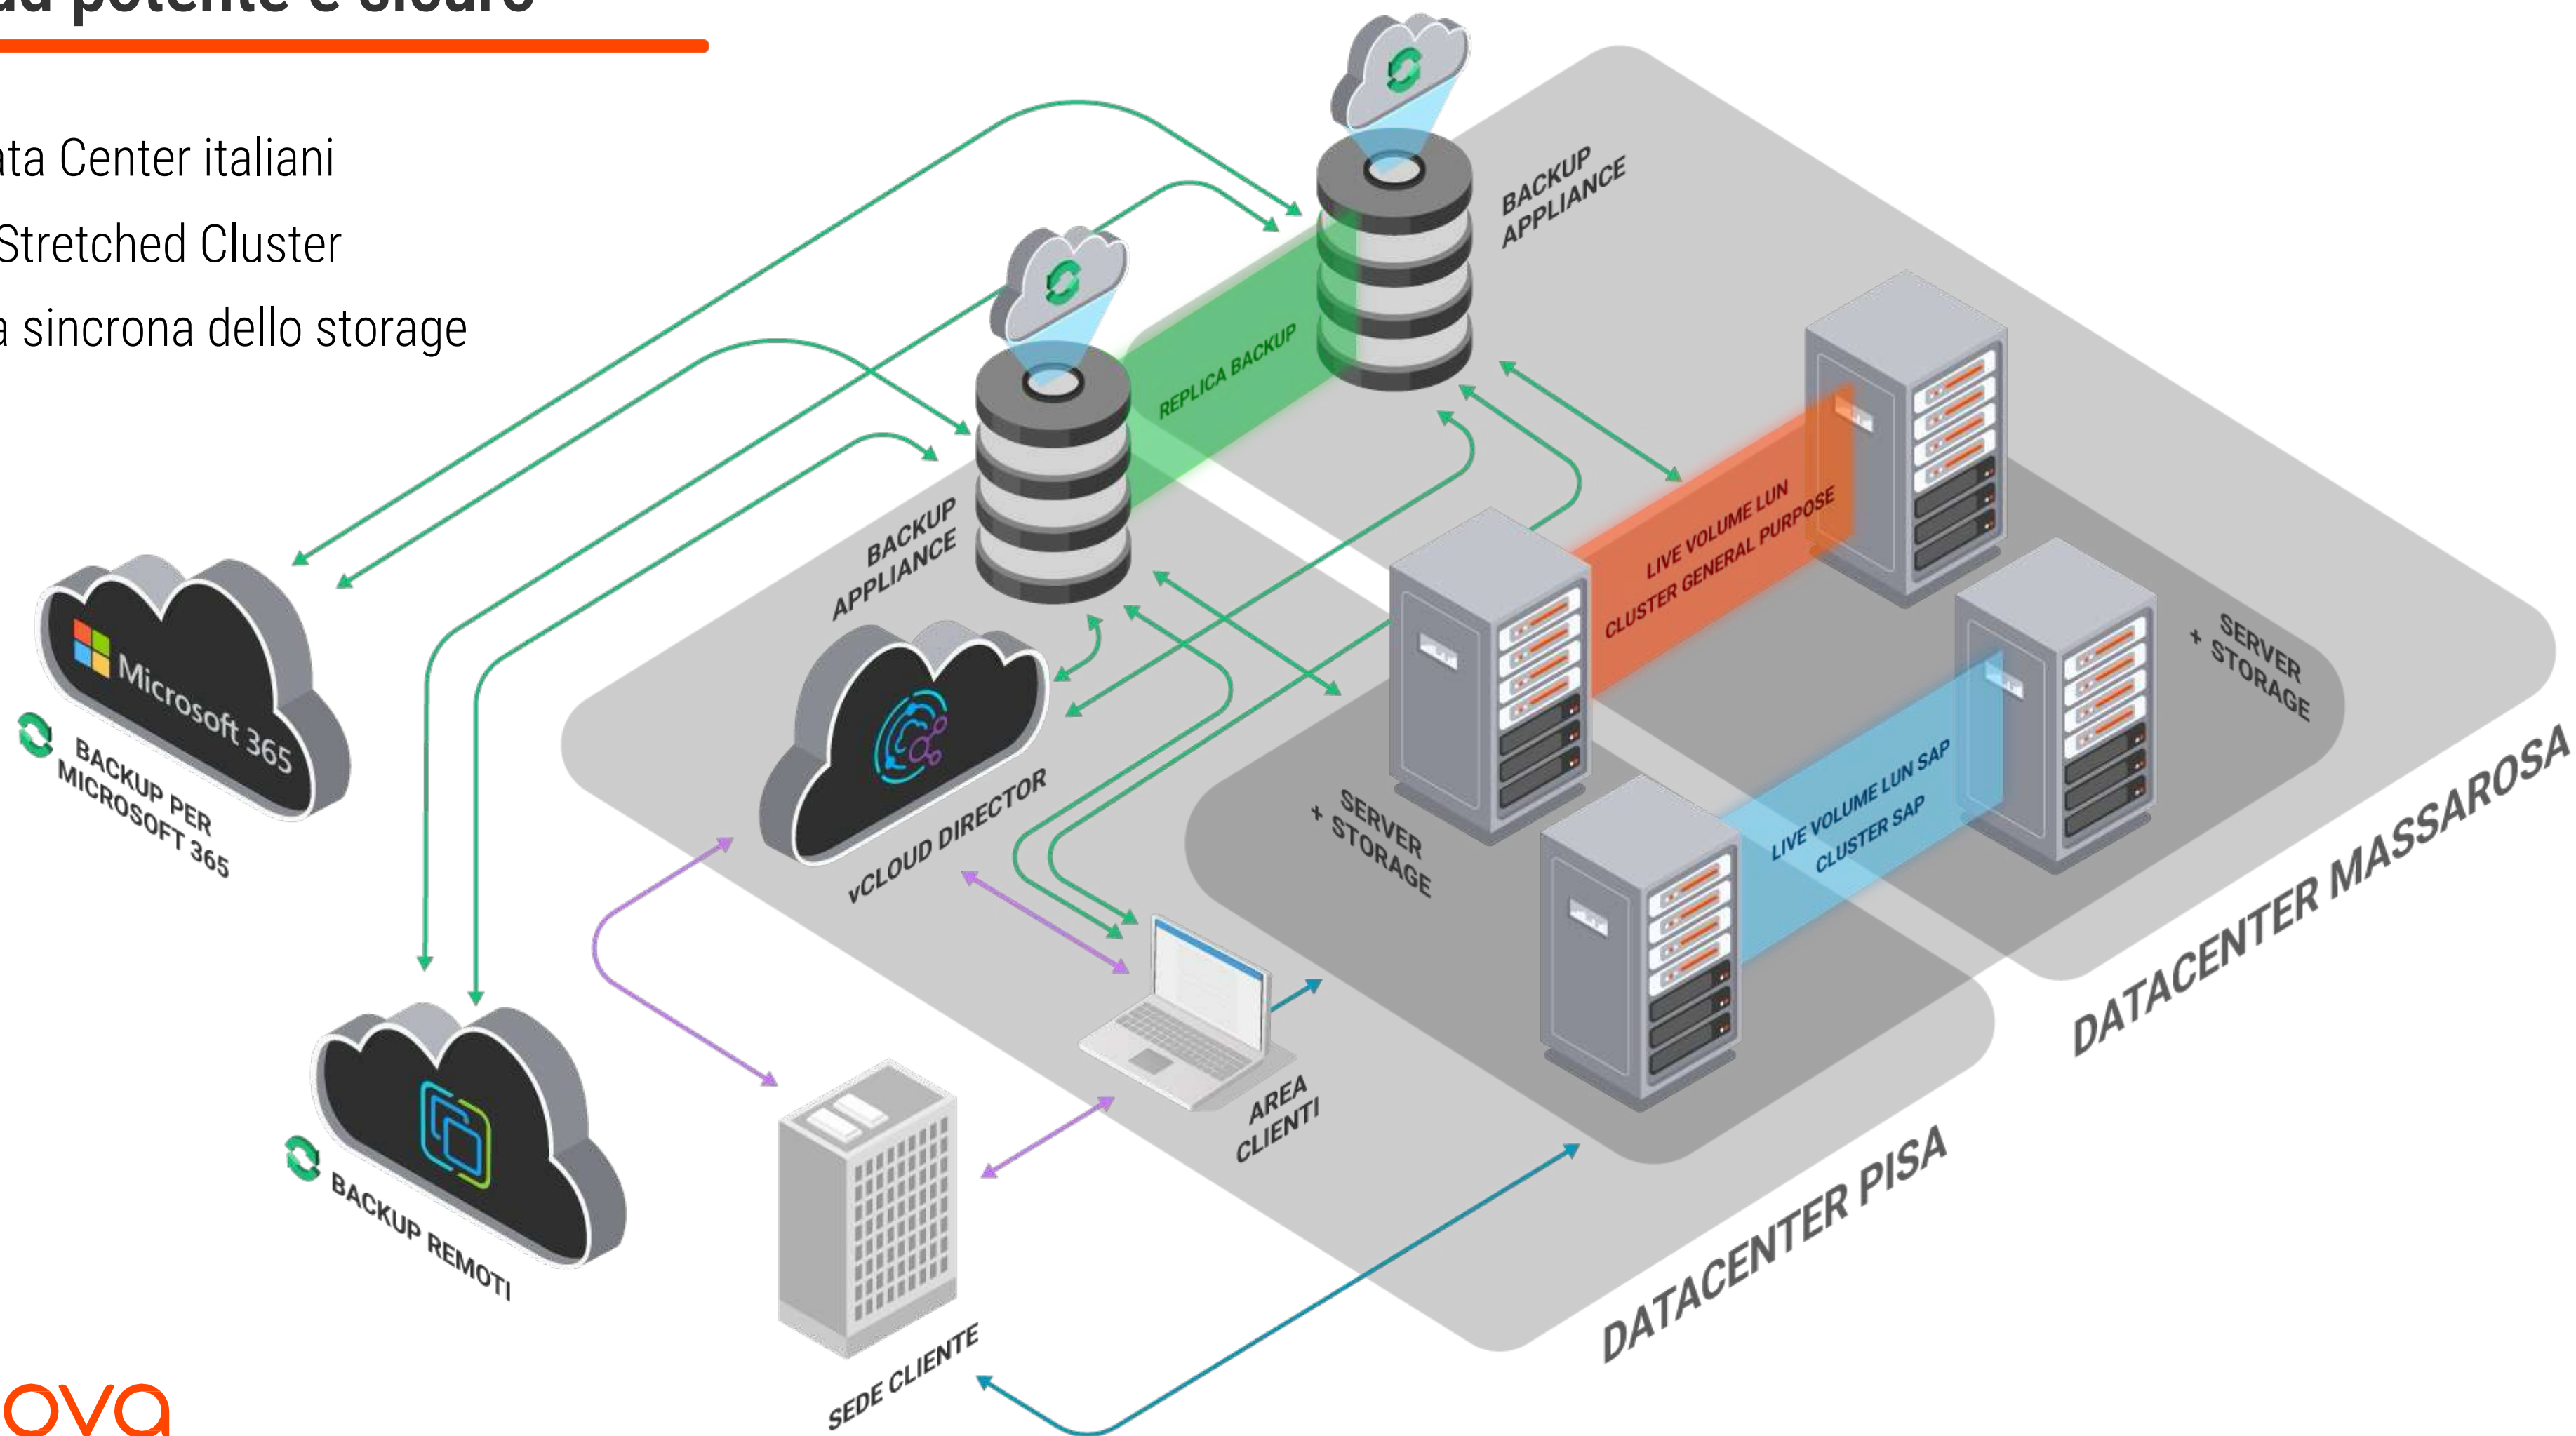 potente e sicuro
ata Center italiani
Stretched Cluster
a sincrona dello storage
BACKUP
APPLIANCE
REPLICA BACKUP
BACKUP
APPLIANCE
LIVE VOLUME LUN
CLUSTER GENERAL PURPOSE
SERVER
+ STORAGE
Microsoft 365
BACKUP PER
MICROSOFT 365
vCLOUD DIRECTOR
SERVER
+ STORAGE
LIVE VOLUME LUN SAP
CLUSTER SAP
DATACENTER MASSAROSA
AREA
CLIENTI
BACKUP REMOTI
DATACENTER PISA
SEDE CLIENTE
ova